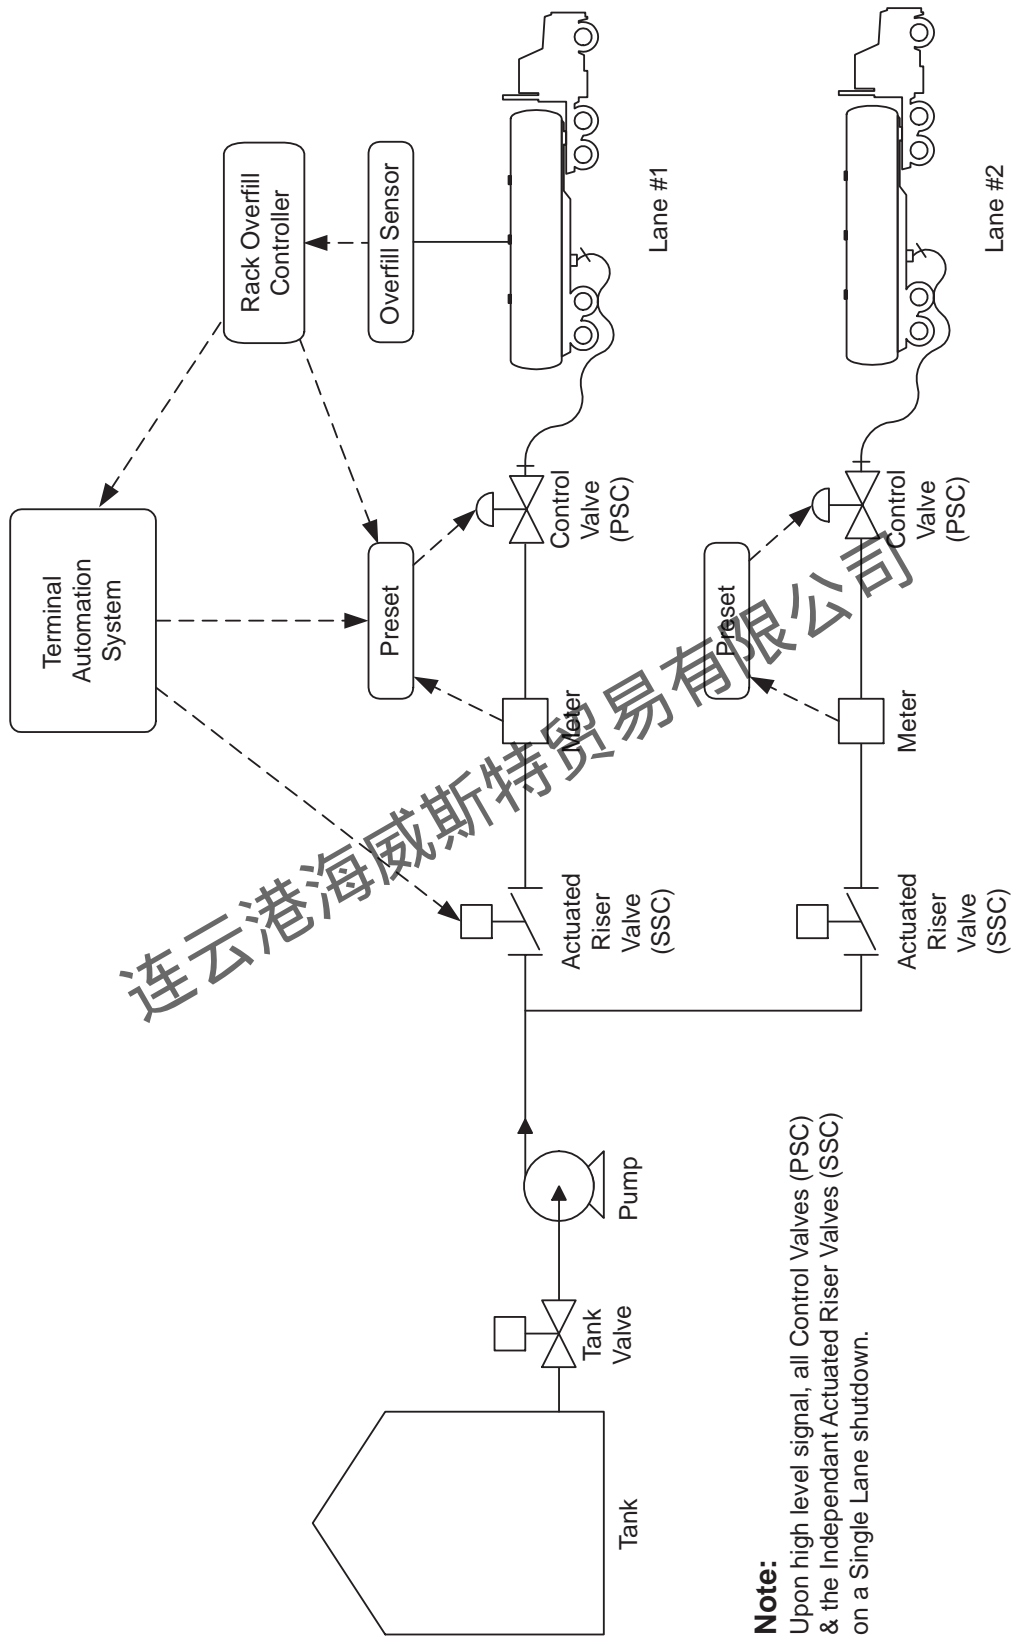 Terminal
Automation
System
Rack Overfill
Controller
Preset
Overfill Sensor
Control
Valve
(PSC)
Meter
Actuated
Riser
Valve
(SSC)
Lane #1
Tank
Tank
Valve
Pump
Preset
Control
Valve
(PSC)
Meter
Actuated
Riser
Valve
(SSC)
Lane #2
Note:
Upon high level signal, all Control Valves (PSC)
& the Independant Actuated Riser Valves (SSC)
on a Single Lane shutdown.
连云港海威斯特贸易有限公司